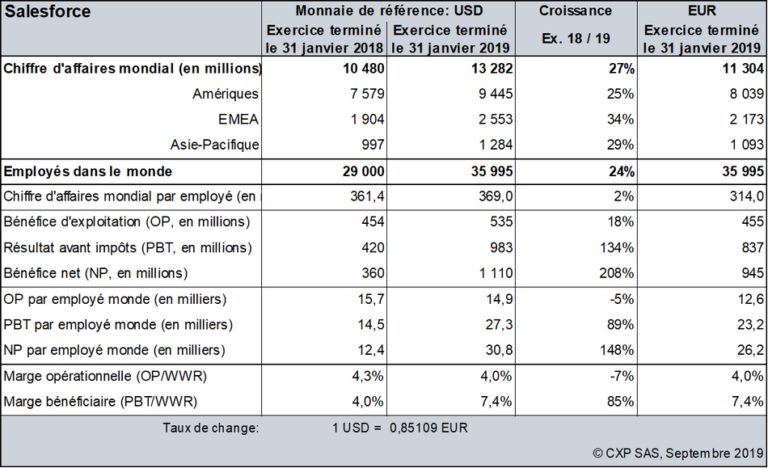 Salesforce Monnaie de référence: USD Croissance EUR
Exercice terminé Exercice terminé Ex. 18 / 19 Exercice terminé
le 31 janvier 2018 le 31 janvier 2019 le 31 janvier 2019
Chiffre d'affaires mondial (en millions) 10 480 13 282 27% 11 304
Amériques 7 579 9 445 25% 8 039
EMEA 1 904 2 553 34% 2 173
Asie-Pacifique 997 1 284 29% 1 093
Employés dans le monde 29 000 35 995 24% 35 995
Chiffre d'affaires mondial par employé (en 361,4 369,0 2% 314,0
Bénéfice d'exploitation (OP, en millions) 454 535 18% 455
Résultat avant impôts (PBT, en millions) 420 983 134% 837
Bénéfice net (NP, en millions) 360 1 110 208% 945
OP par employé monde (en milliers) 15,7 14,9 -5% 12,6
PBT par employé monde (en milliers) 14,5 27,3 89% 23,2
NP par employé monde (en milliers) 12,4 30,8 148% 26,2
Marge opérationnelle (OP/WWR) 4,3% 4,0% -7% 4,0%
Marge bénéficiaire (PBT/WWR) 4,0% 7,4% 85% 7,4%
Taux de change: 1 USD = 0,85109 EUR
© CXP SAS, Septembre 2019